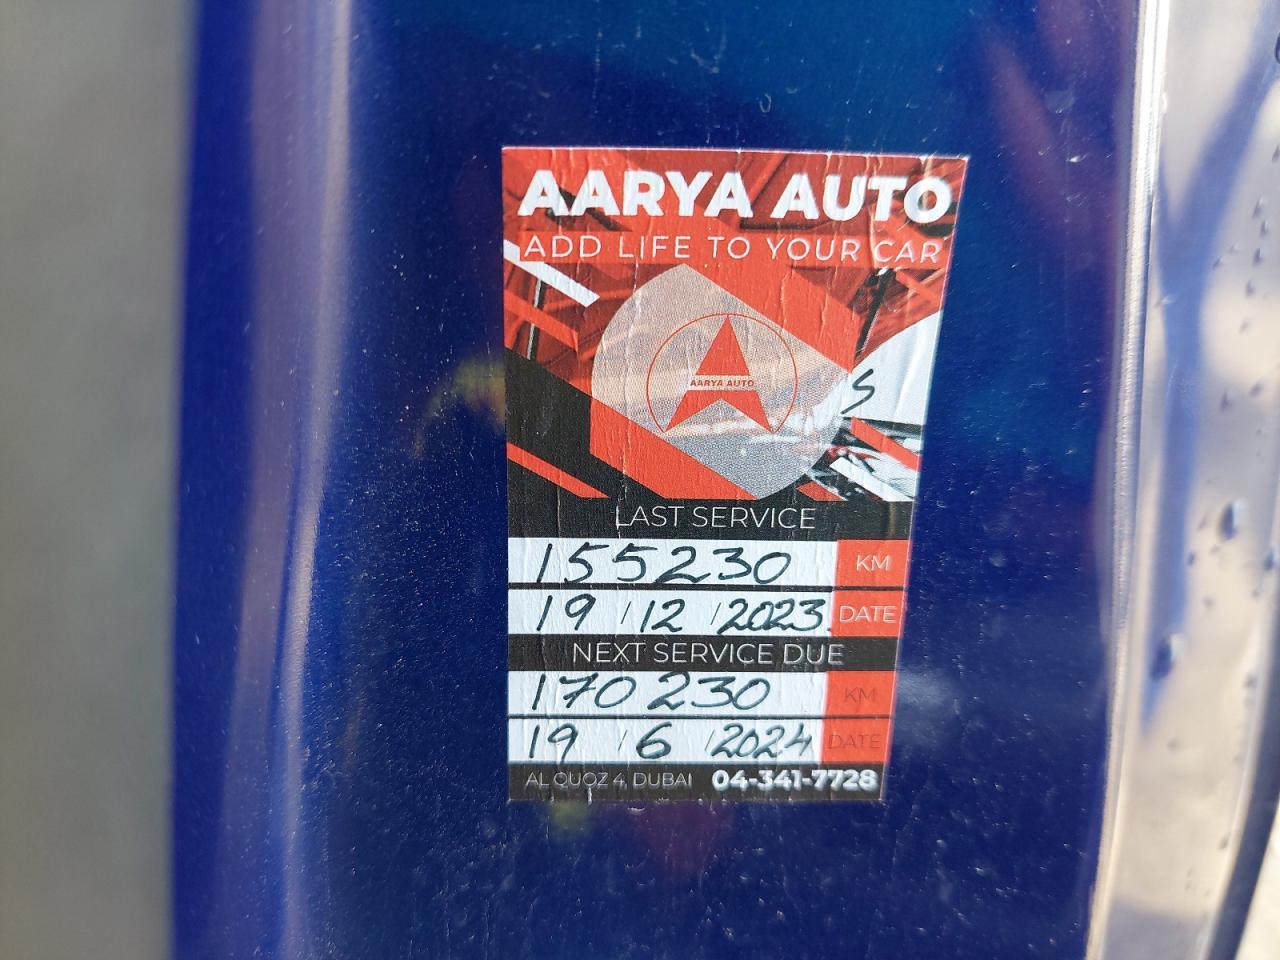 AARYA AUTO
ADD LIFE TO YOUR CAR
AARYA AUTO
S
LAST SERVICE
155230 KM
19 / 12 / 2023 DATE
NEXT SERVICE DUE
170230 KM
19 / 6 / 2024 DATE
AL QUOZ 4, DUBAI 04-341-7728